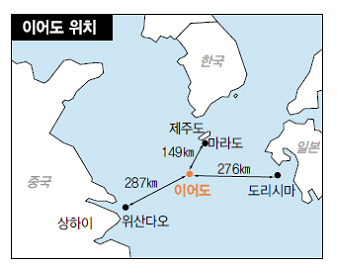 이어도 위치
한국
제주도
마라도
일본
149㎞
276㎞
중국
287㎞
이어도
도리시마
상하이
위산다오